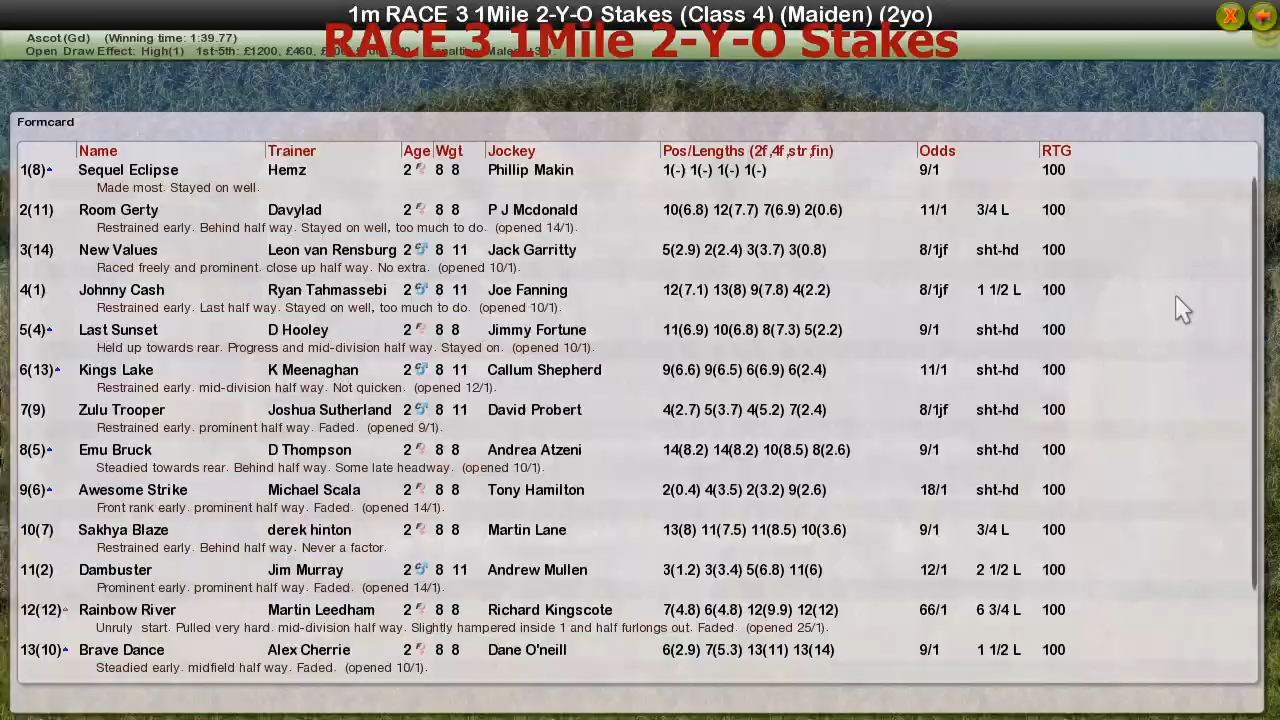 1m RACE 3 1Mile 2-Y-O Stakes (Class 4) (Maiden) (2yo)
RACE 3 1Mile 2-Y-O Stakes
Ascot(Gd) (Winning time: 1:39.77)
Open Draw Effect: High(1) 1st-5th: £1200, £460,
Formcard
Name Trainer Age Wgt Jockey Pos/Lengths (2f,4f,str,fin) Odds RTG
1(8) Sequel Eclipse Hemz 2 8 8 Phillip Makin 1(-) 1(-) 1(-) 1(-) 9/1 100
Made most. Stayed on well.
2(11) Room Gerty Davylad 2 8 8 P J Mcdonald 10(6.8) 12(7.7) 7(6.9) 2(0.6) 11/1 3/4 L 100
Restrained early. Behind half way. Stayed on well, too much to do. (opened 14/1).
3(14) New Values Leon van Rensburg 2 8 11 Jack Garritty 5(2.9) 2(2.4) 3(3.7) 3(0.8) 8/1jf sht-hd 100
Raced freely and prominent. close up half way. No extra. (opened 10/1).
4(1) Johnny Cash Ryan Tahmassebi 2 8 11 Joe Fanning 12(7.1) 13(8) 9(7.8) 4(2.2) 8/1jf 1 1/2 L 100
Restrained early. Last half way. Stayed on well, too much to do. (opened 10/1).
5(4) Last Sunset D Hooley 2 8 8 Jimmy Fortune 11(6.9) 10(6.8) 8(7.3) 5(2.2) 9/1 sht-hd 100
Held up towards rear. Progress and mid-division half way. Stayed on. (opened 10/1).
6(13) Kings Lake K Meenaghan 2 8 11 Callum Shepherd 9(6.6) 9(6.5) 6(6.9) 6(2.4) 11/1 sht-hd 100
Restrained early. mid-division half way. Not quicken. (opened 12/1).
7(9) Zulu Trooper Joshua Sutherland 2 8 11 David Probert 4(2.7) 5(3.7) 4(5.2) 7(2.4) 8/1jf sht-hd 100
Restrained early. prominent half way. Faded. (opened 9/1).
8(5) Emu Bruck D Thompson 2 8 8 Andrea Atzeni 14(8.2) 14(8.2) 10(8.5) 8(2.6) 9/1 sht-hd 100
Steadied towards rear. Behind half way. Some late headway. (opened 10/1).
9(6) Awesome Strike Michael Scala 2 8 8 Tony Hamilton 2(0.4) 4(3.5) 2(3.2) 9(2.6) 18/1 sht-hd 100
Front rank early. prominent half way. Faded. (opened 14/1).
10(7) Sakhya Blaze derek hinton 2 8 8 Martin Lane 13(8) 11(7.5) 11(8.5) 10(3.6) 9/1 3/4 L 100
Restrained early. Behind half way. Never a factor.
11(2) Dambuster Jim Murray 2 8 11 Andrew Mullen 3(1.2) 3(3.4) 5(6.8) 11(6) 12/1 2 1/2 L 100
Prominent early. prominent half way. Faded. (opened 14/1).
12(12) Rainbow River Martin Leedham 2 8 8 Richard Kingscote 7(4.8) 6(4.8) 12(9.9) 12(12) 66/1 6 3/4 L 100
Unruly start. Pulled very hard. mid-division half way. Slightly hampered inside 1 and half furlongs out. Faded. (opened 25/1).
13(10) Brave Dance Alex Cherrie 2 8 8 Dane O'neill 6(2.9) 7(5.3) 13(11) 13(14) 9/1 1 1/2 L 100
Steadied early. midfield half way. Faded. (opened 10/1).